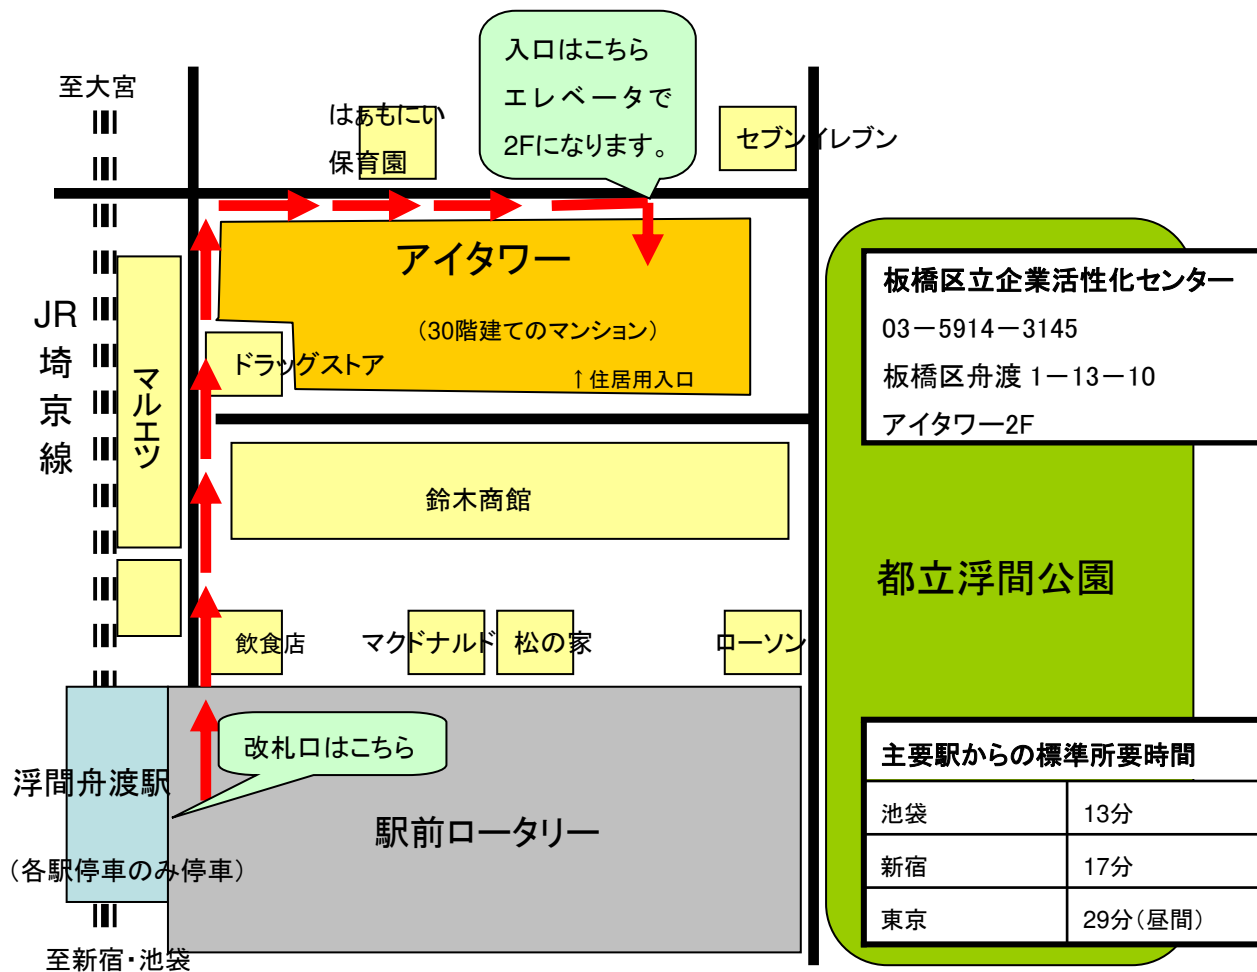 至大宮
入口はこちら
エレベータで
2Fになります。
はぁもにい
保育園
セブンイレブン
アイタワー
（30階建てのマンション）
↑住居用入口
ドラッグストア
JR
埼
京
線
マルエツ
板橋区立企業活性化センター
03－5914－3145
板橋区舟渡 1－13－10
アイタワー2F
鈴木商館
都立浮間公園
飲食店
マクドナルド
松の家
ローソン
改札口はこちら
浮間舟渡駅
（各駅停車のみ停車）
駅前ロータリー
至新宿・池袋
主要駅からの標準所要時間
池袋 13分
新宿 17分
東京 29分（昼間）